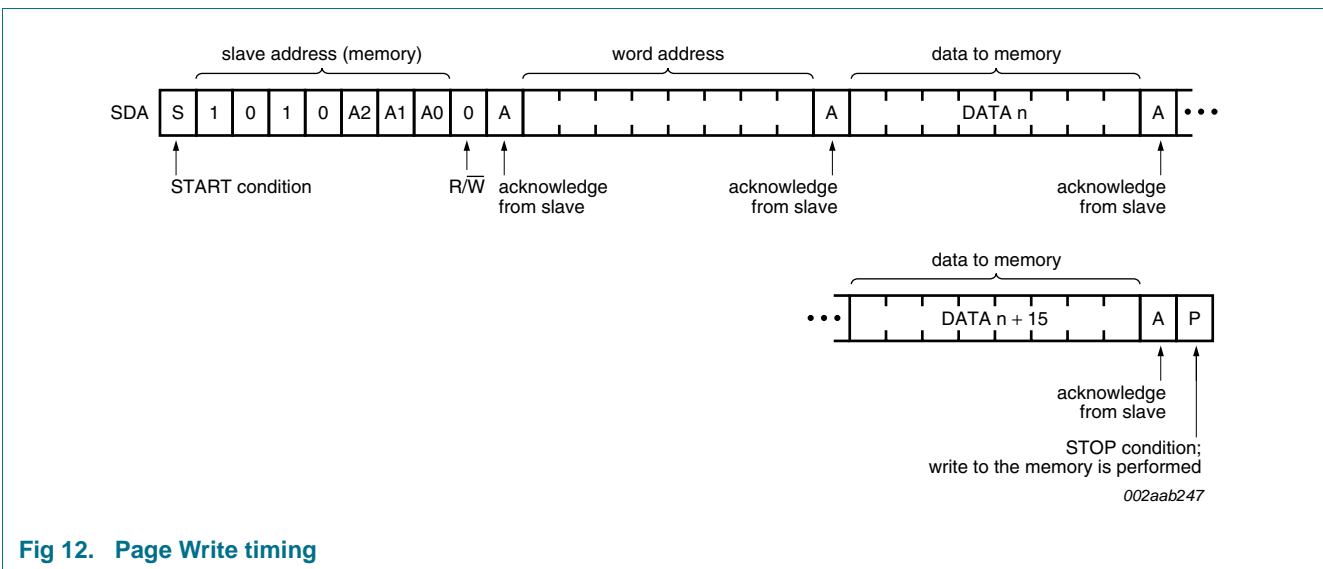 slave address (memory) word address data to memory
SDA S 1 0 1 0 A2 A1 A0 0 A A DATA n A •••
START condition R/W̅ acknowledge from slave acknowledge from slave acknowledge from slave
data to memory
••• DATA n + 15 A P
acknowledge
from slave
STOP condition;
write to the memory is performed
002aab247
Fig 12. Page Write timing